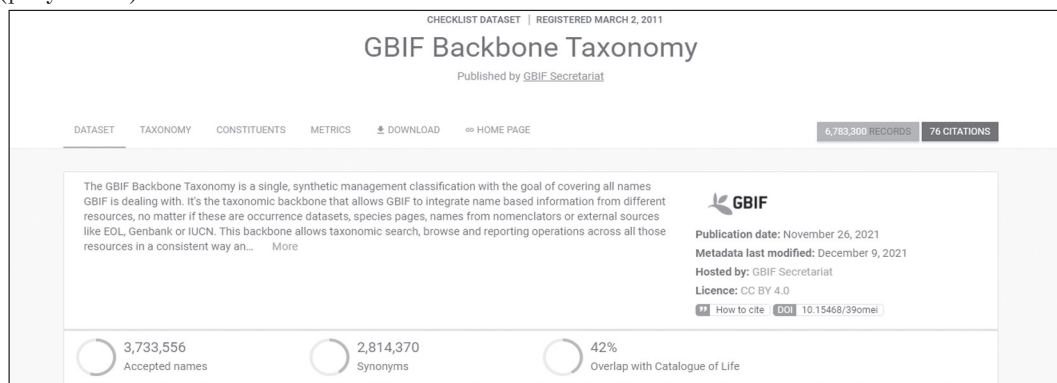 CHECKLIST DATASET | REGISTERED MARCH 2, 2011
GBIF Backbone Taxonomy
Published by GBIF Secretariat
DATASET TAXONOMY CONSTITUENTS METRICS DOWNLOAD HOME PAGE
6,783,300 RECORDS 76 CITATIONS
The GBIF Backbone Taxonomy is a single, synthetic management classification with the goal of covering all names
GBIF is dealing with. It's the taxonomic backbone that allows GBIF to integrate name based information from different
resources, no matter if these are occurrence datasets, species pages, names from nomenclators or external sources
like EOL, Genbank or IUCN. This backbone allows taxonomic search, browse and reporting operations across all those
resources in a consistent way an... More
GBIF
Publication date: November 26, 2021
Metadata last modified: December 9, 2021
Hosted by: GBIF Secretariat
Licence: CC BY 4.0
How to cite DOI 10.15468/39omei
3,733,556
Accepted names
2,814,370
Synonyms
42%
Overlap with Catalogue of Life